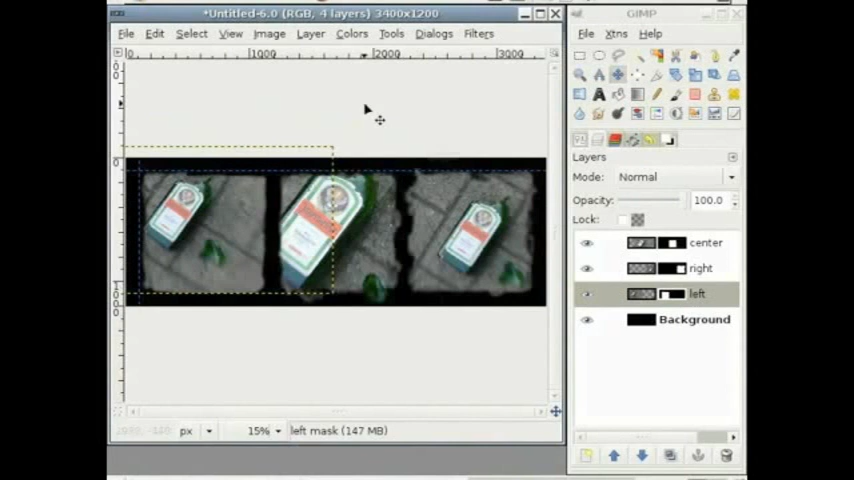 *Untitled-6.0 (RGB, 4 layers) 3400x1200
File Edit Select View Image Layer Colors Tools Dialogs Filters
0 1000 2000 3000
15% left mask (147 MB)
px
GIMP
File Xtns Help
Layers
Mode: Normal
Opacity: 100.0
Lock:
center
right
left
Background